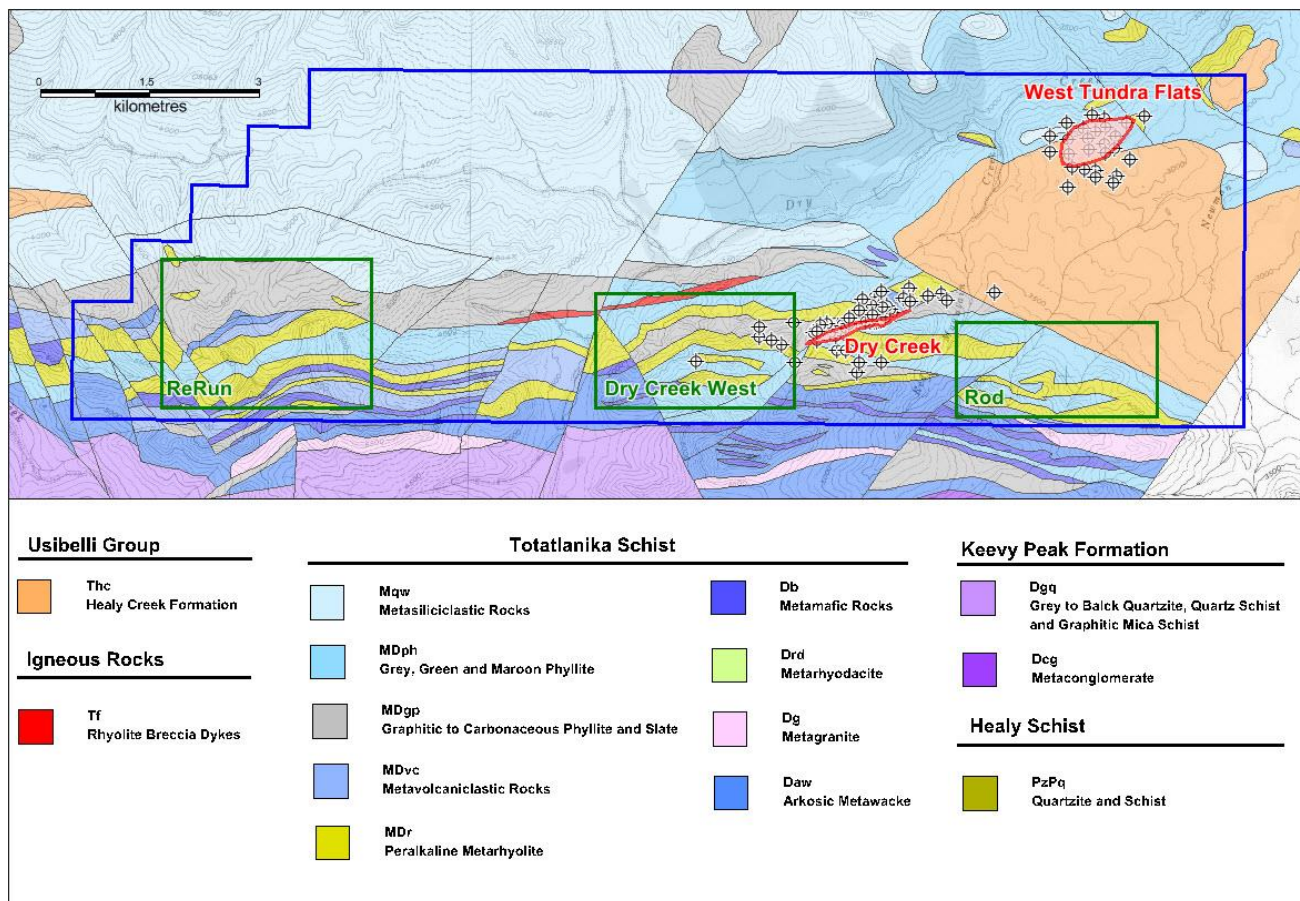 0 1.5 3
kilometres
West Tundra Flats
Creek
Dry
Creek
Newman
Dry Creek
ReRun
Dry Creek West
Rod
Usibelli Group
Thc
Healy Creek Formation
Igneous Rocks
Tf
Rhyolite Breccia Dykes
Totatlanika Schist
Mqw
Metasiliciclastic Rocks
MDph
Grey, Green and Maroon Phyllite
MDgp
Graphitic to Carbonaceous Phyllite and Slate
MDvc
Metavolcaniclastic Rocks
MDr
Peralkaline Metarhyolite
Db
Metamafic Rocks
Drd
Metarhyodacite
Dg
Metagranite
Daw
Arkosic Metawacke
Keevy Peak Formation
Dgq
Grey to Balck Quartzite, Quartz Schist
and Graphitic Mica Schist
Dcg
Metaconglomerate
Healy Schist
PzPq
Quartzite and Schist